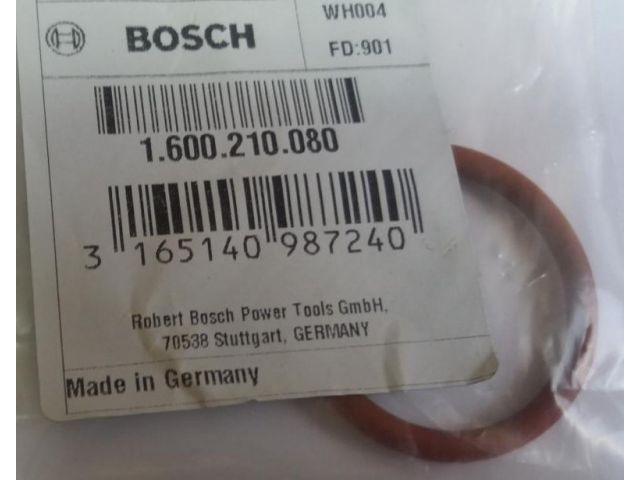 WH004
BOSCH
FD:901
1.600.210.080
3 165140 987240
Robert Bosch Power Tools GmbH,
70538 Stuttgart, GERMANY
Made in Germany